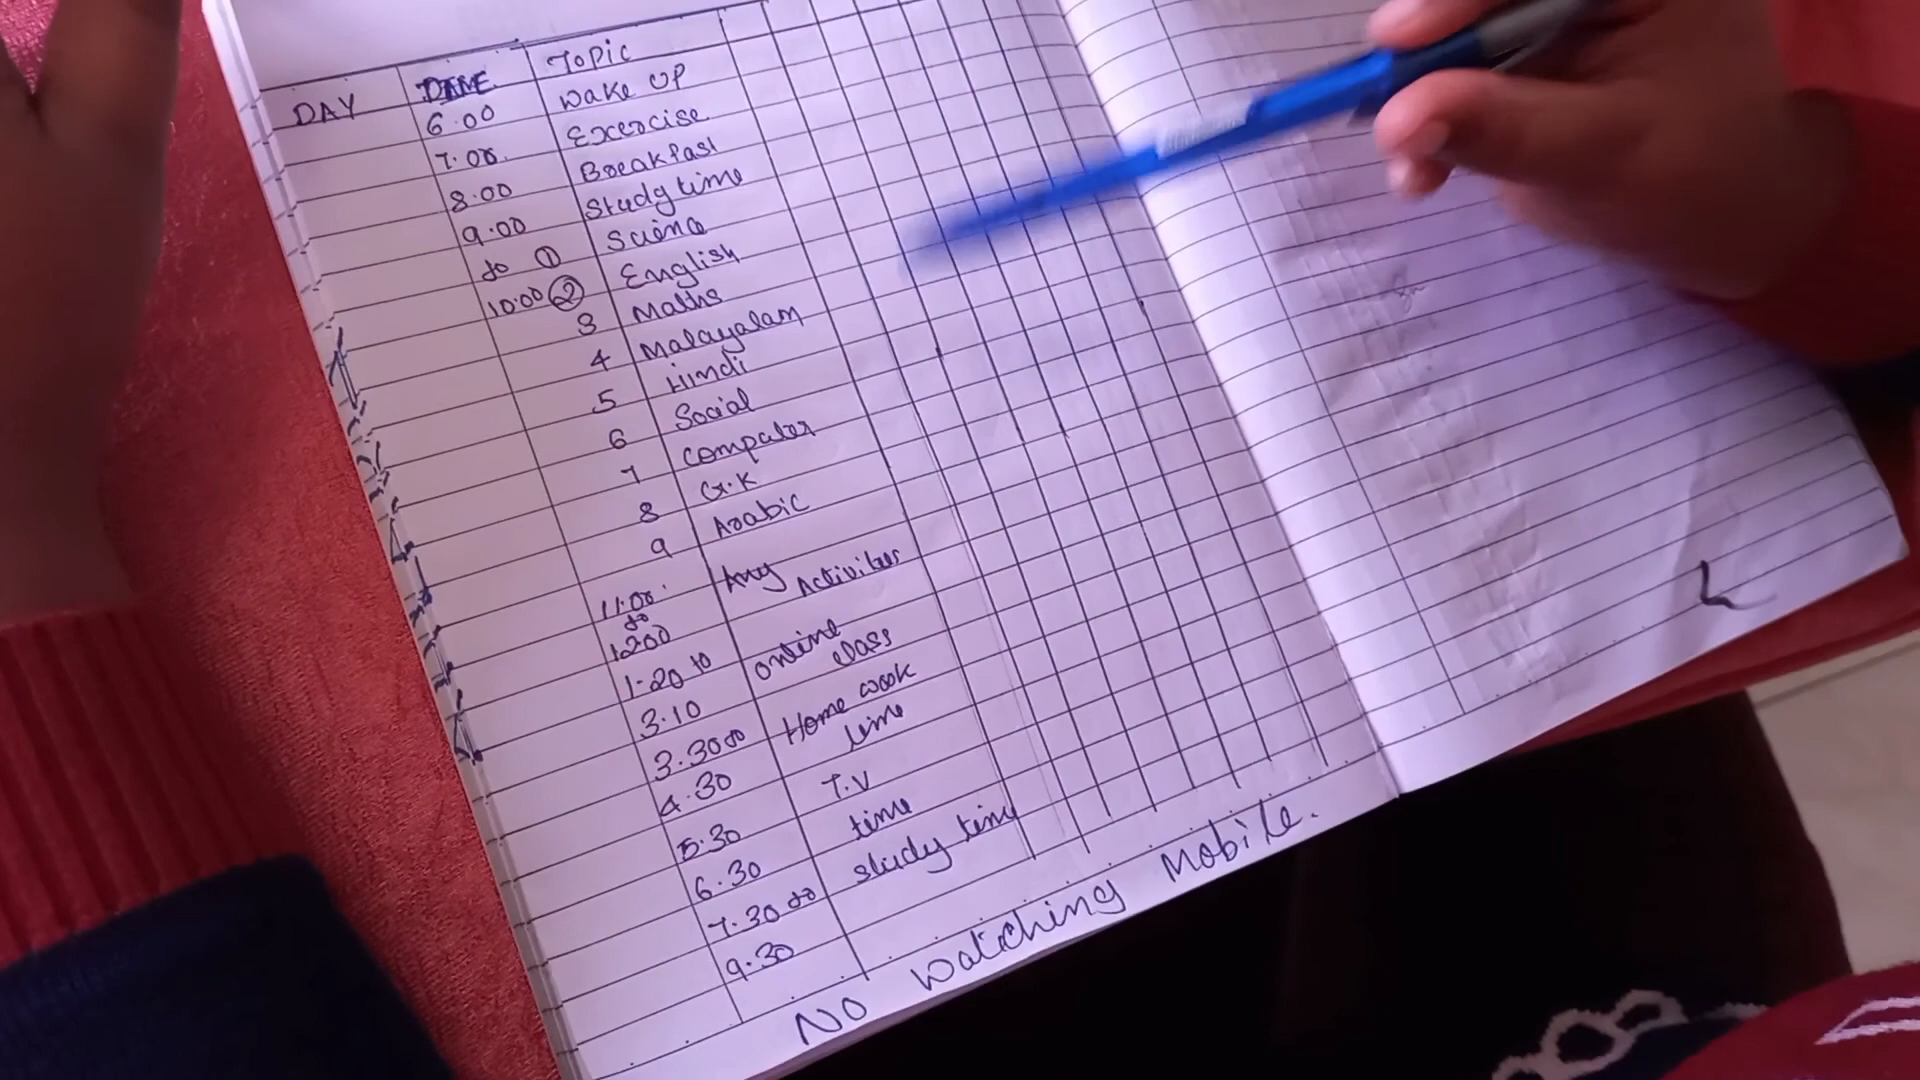 DAY TIME Topic
6.00 Wake UP
7.00 Excercise
8.00 Breakfast
9.00 Study time
to ① Science
10.00 ② English
3 Maths
4 Malayalam
5 Hindi
6 Social
7 Computer
8 G.K
9 Arabic
11.00 Any
to Activities
1200
1.20 to online
3.10 class
3.30 to Home work
4.30 time
5.30 T.V
6.30 time
7.30 to study time
9.30
NO Watching Mobile.